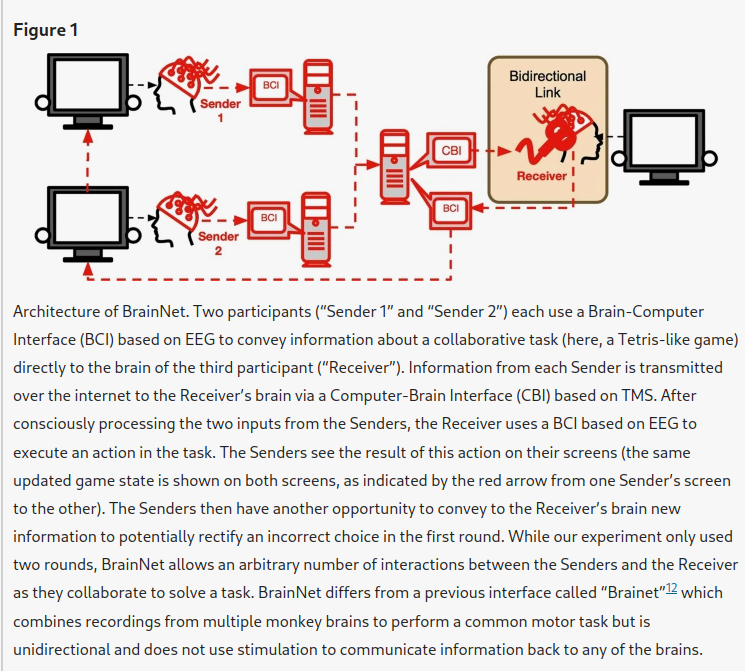 Figure 1
Bidirectional
Link
BCI
Sender
1
CBI
Receiver
BCI
Sender
2
BCI
Architecture of BrainNet. Two participants (“Sender 1” and “Sender 2”) each use a Brain-Computer
Interface (BCI) based on EEG to convey information about a collaborative task (here, a Tetris-like game)
directly to the brain of the third participant (“Receiver”). Information from each Sender is transmitted
over the internet to the Receiver’s brain via a Computer-Brain Interface (CBI) based on TMS. After
consciously processing the two inputs from the Senders, the Receiver uses a BCI based on EEG to
execute an action in the task. The Senders see the result of this action on their screens (the same
updated game state is shown on both screens, as indicated by the red arrow from one Sender’s screen
to the other). The Senders then have another opportunity to convey to the Receiver’s brain new
information to potentially rectify an incorrect choice in the first round. While our experiment only used
two rounds, BrainNet allows an arbitrary number of interactions between the Senders and the Receiver
as they collaborate to solve a task. BrainNet differs from a previous interface called “Brainet”12 which
combines recordings from multiple monkey brains to perform a common motor task but is
unidirectional and does not use stimulation to communicate information back to any of the brains.